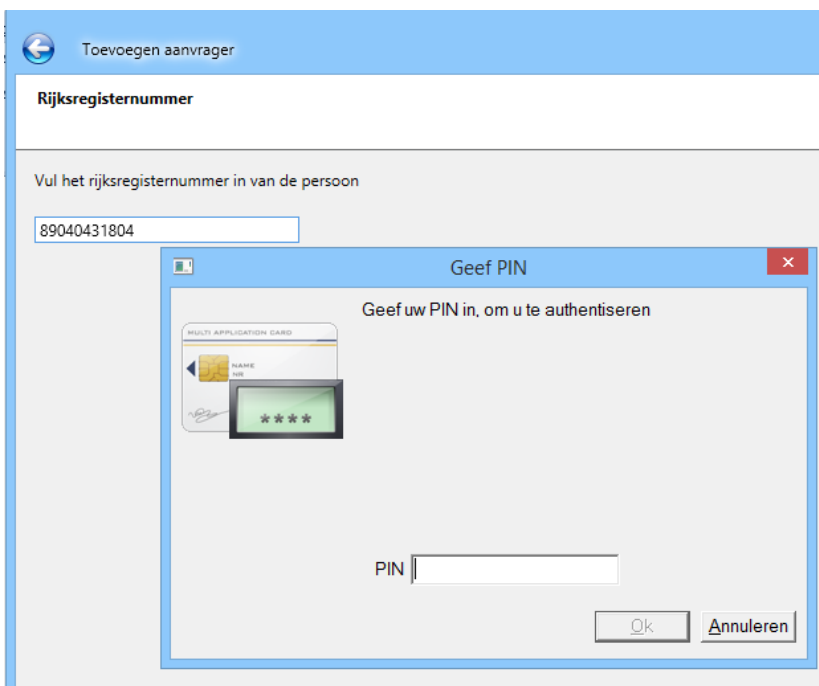 Toevoegen aanvrager
Rijksregisternummer
Vul het rijksregisternummer in van de persoon
89040431804
Geef PIN
Geef uw PIN in, om u te authentiseren
MULTI APPLICATION CARD
NAME
NR
****
PIN
Ok
Annuleren